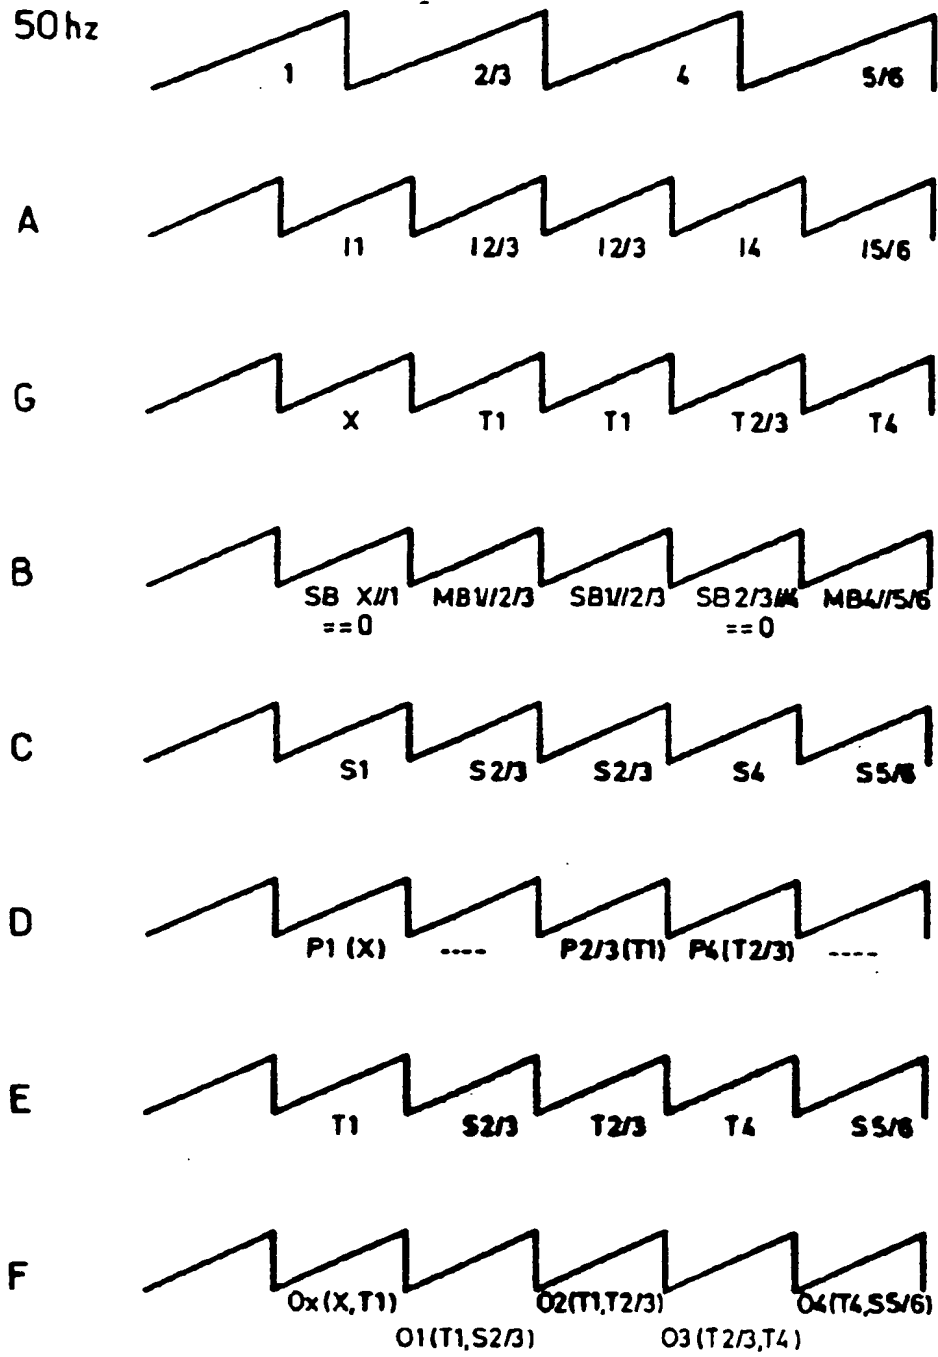 50hz
1 2/3 4 5/6
A
I1 I2/3 I2/3 I4 I5/6
G
X T1 T1 T2/3 T4
B
SB X//1 MB1//2/3 SB1//2/3 SB2/3//4 MB4//5/6
==0 ==0
C
S1 S2/3 S2/3 S4 S5/6
D
P1(X) ---- P2/3(T1) P4(T2/3) ----
E
T1 S2/3 T2/3 T4 S5/6
F
Ox(X,T1) O2(T1,T2/3) O4(T4,S5/6)
O1(T1,S2/3) O3(T2/3,T4)